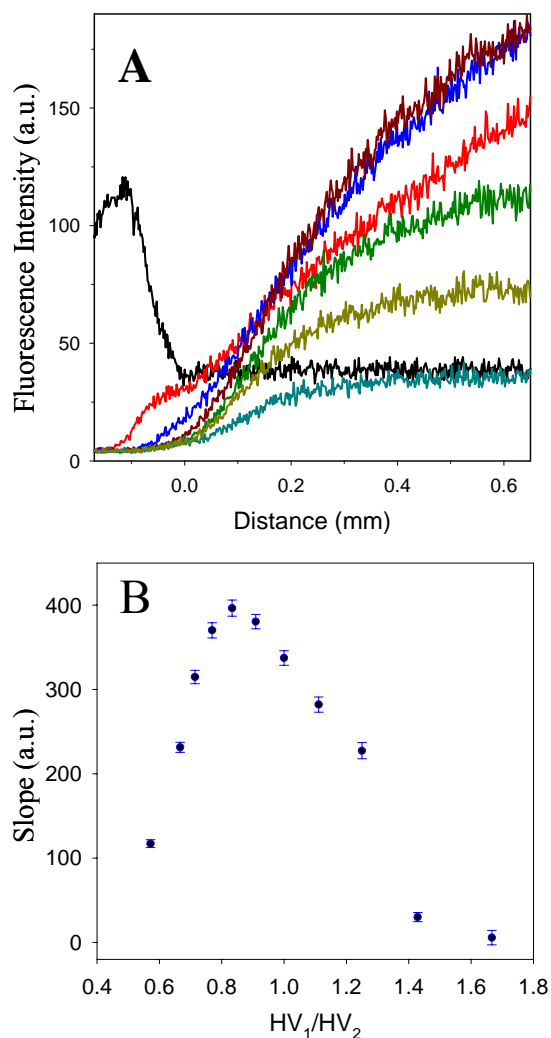 A
Fluorescence Intensity (a.u.)
150
100
50
0
0.0 0.2 0.4 0.6
Distance (mm)
B
Slope (a.u.)
400
300
200
100
0
0.4 0.6 0.8 1.0 1.2 1.4 1.6 1.8
HV₁/HV₂